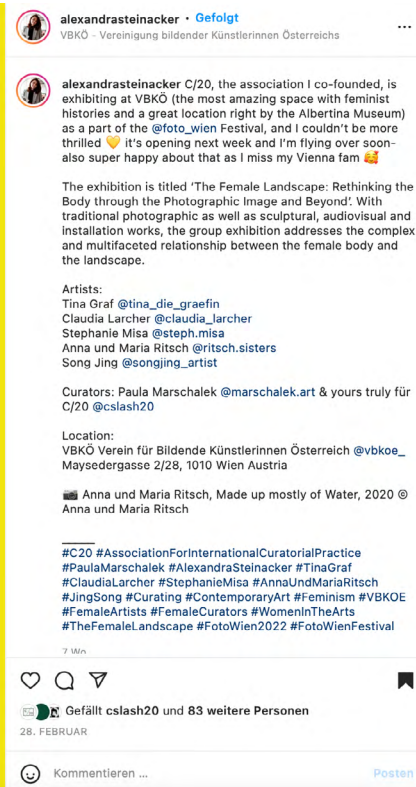 alexandrasteinacker • Gefolgt
VBKÖ - Vereinigung bildender Künstlerinnen Österreichs
alexandrasteinacker C/20, the association I co-founded, is
exhibiting at VBKÖ (the most amazing space with feminist
histories and a great location right by the Albertina Museum)
as a part of the @foto_wien Festival, and I couldn't be more
thrilled 💛 it's opening next week and I'm flying over soon-
also super happy about that as I miss my Vienna fam 🥰
The exhibition is titled 'The Female Landscape: Rethinking the
Body through the Photographic Image and Beyond'. With
traditional photographic as well as sculptural, audiovisual and
installation works, the group exhibition addresses the complex
and multifaceted relationship between the female body and
the landscape.
Artists:
Tina Graf @tina_die_graefin
Claudia Larcher @claudia_larcher
Stephanie Misa @steph.misa
Anna und Maria Ritsch @ritsch.sisters
Song Jing @songjing_artist
Curators: Paula Marschalek @marschalek.art & yours truly für
C/20 @cslash20
Location:
VBKÖ Verein für Bildende Künstlerinnen Österreich @vbkoe_
Maysedergasse 2/28, 1010 Wien Austria
📷 Anna und Maria Ritsch, Made up mostly of Water, 2020 ©
Anna und Maria Ritsch
#C20 #AssociationForInternationalCuratorialPractice
#PaulaMarschalek #AlexandraSteinacker #TinaGraf
#ClaudiaLarcher #StephanieMisa #AnnaUndMariaRitsch
#JingSong #Curating #ContemporaryArt #Feminism #VBKOE
#FemaleArtists #FemaleCurators #WomenInTheArts
#TheFemaleLandscape #FotoWien2022 #FotoWienFestival
7 Wo
Gefällt cslash20 und 83 weitere Personen
28. FEBRUAR
Kommentieren ...
Posten